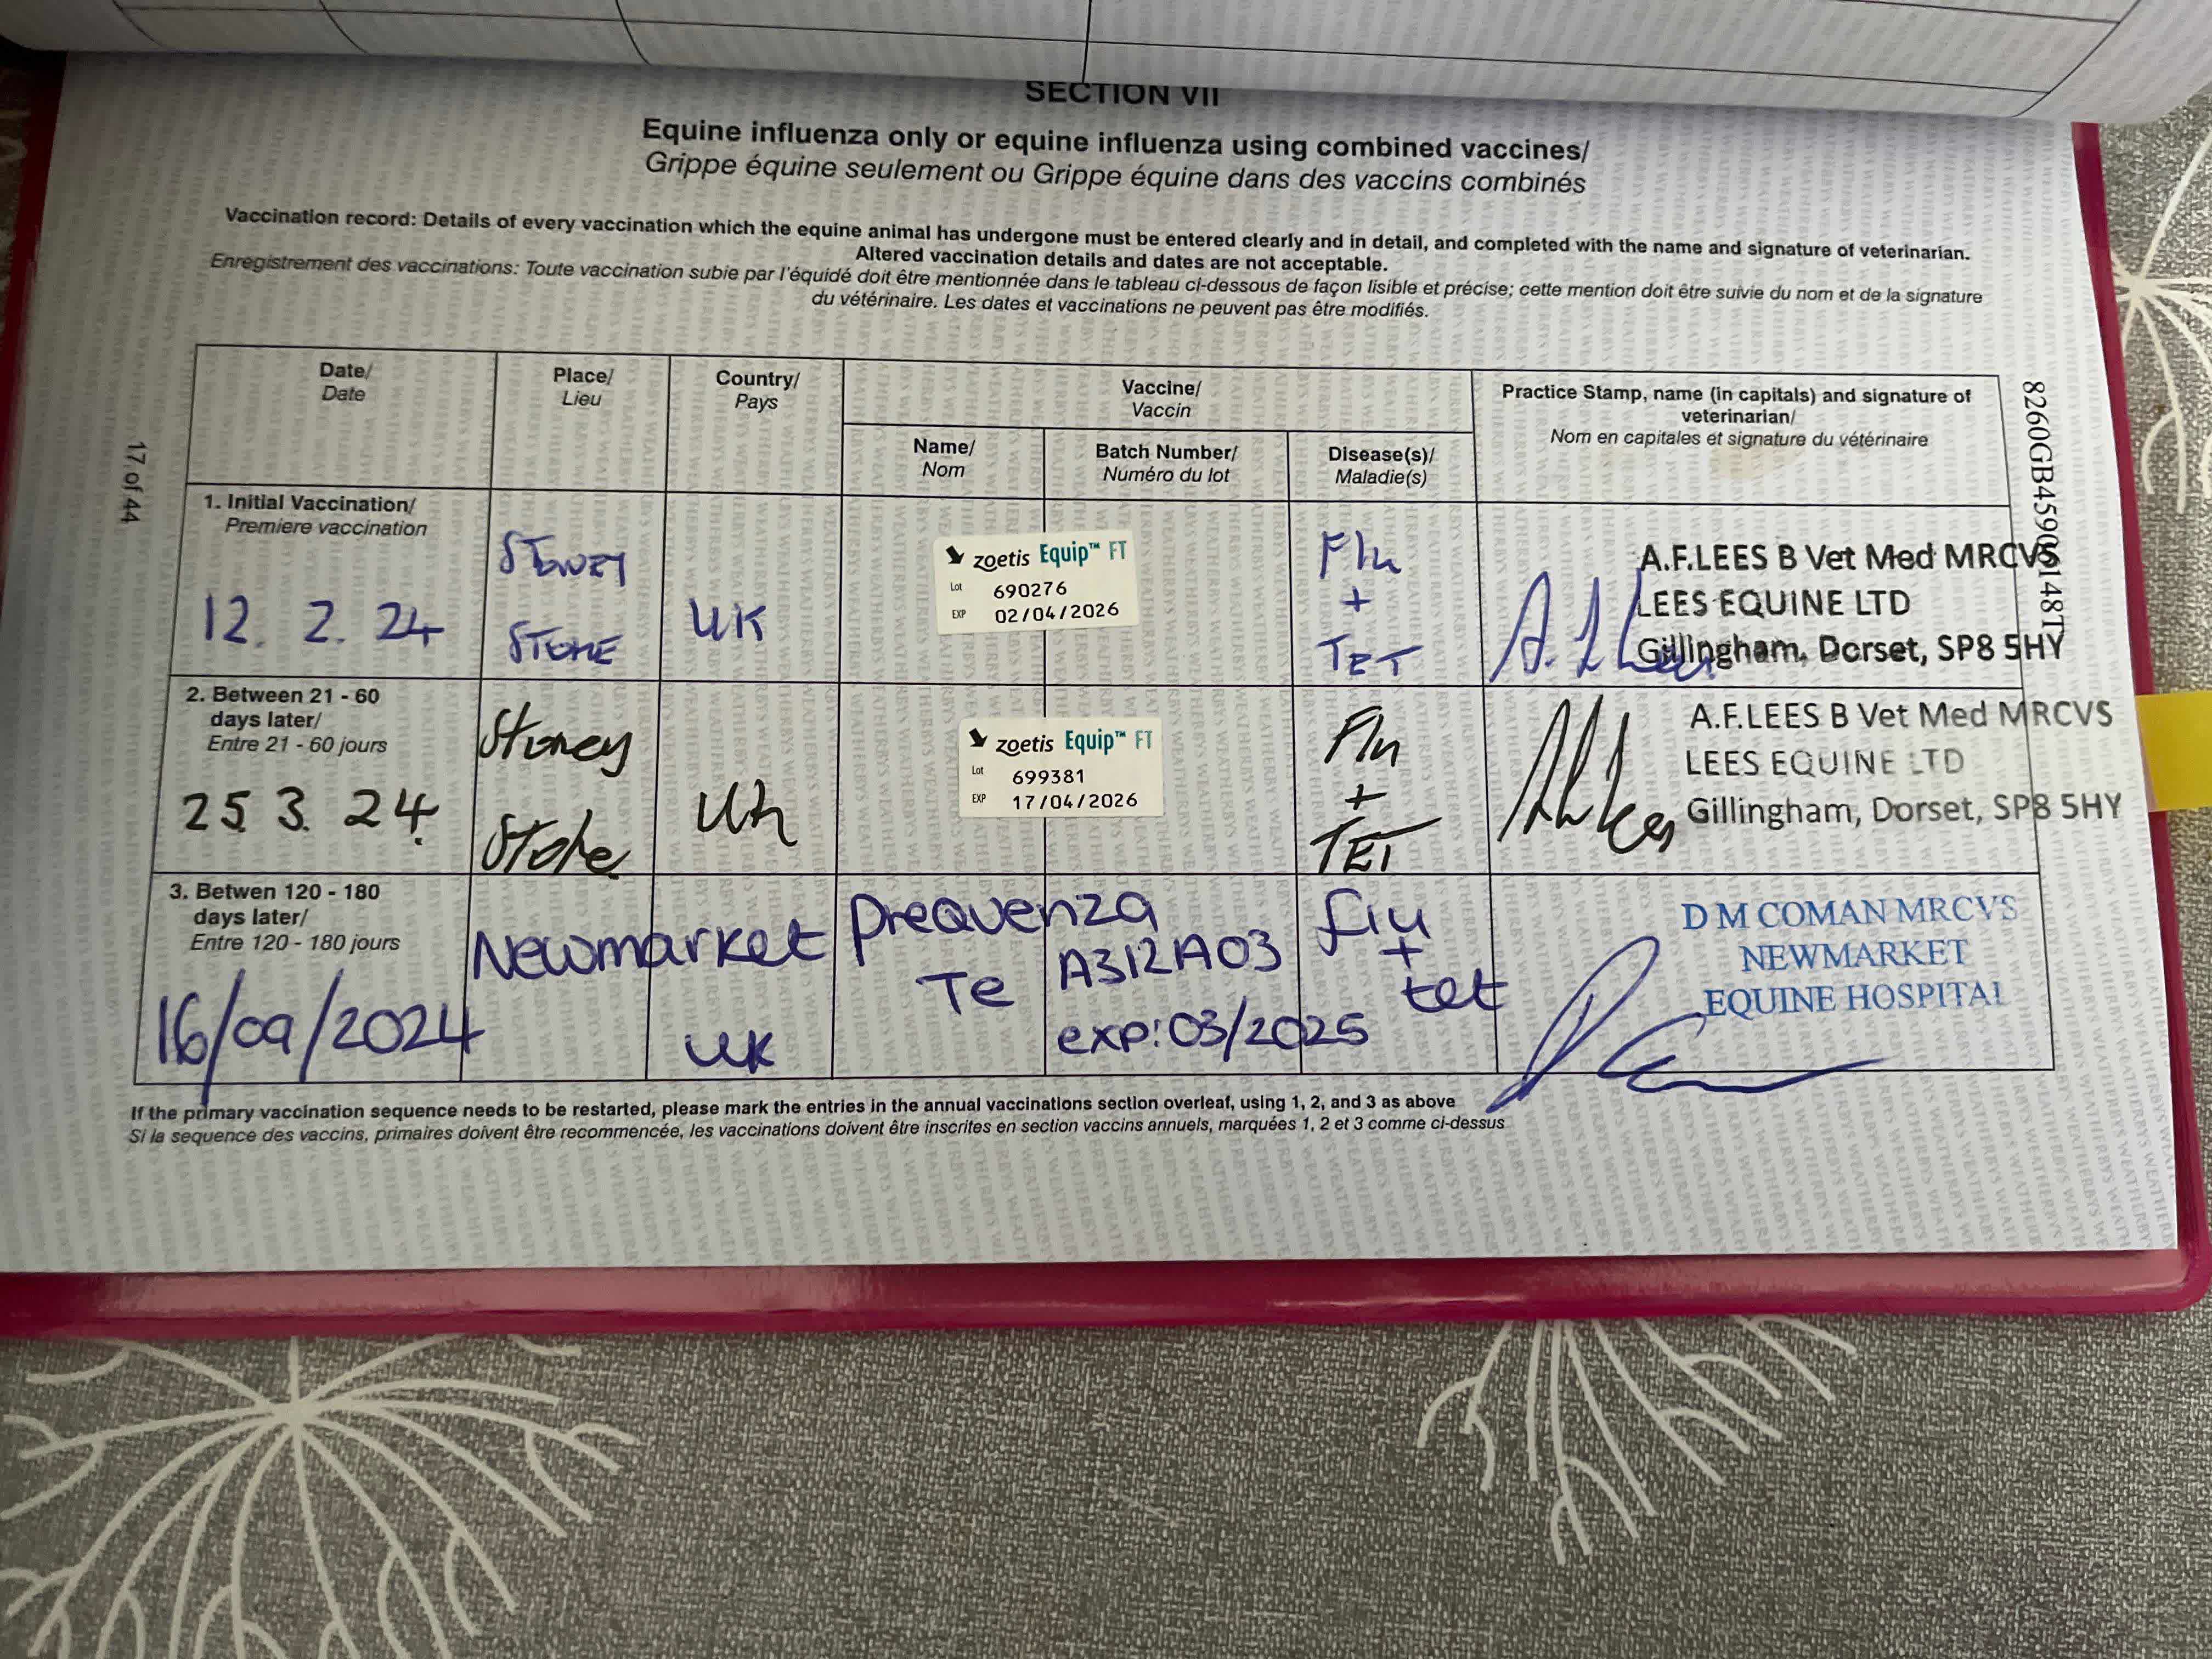 SECTION VII
Equine influenza only or equine influenza using combined vaccines/
Grippe équine seulement ou Grippe équine dans des vaccins combinés
Vaccination record: Details of every vaccination which the equine animal has undergone must be entered clearly and in detail, and completed with the name and signature of veterinarian.
Altered vaccination details and dates are not acceptable.
Enregistrement des vaccinations: Toute vaccination subie par l'équidé doit être mentionnée dans le tableau ci-dessous de façon lisible et précise; cette mention doit être suivie du nom et de la signature
du vétérinaire. Les dates et vaccinations ne peuvent pas être modifiés.
Date/
Date
Place/
Lieu
Country/
Pays
Vaccine/
Vaccin
Name/
Nom
Batch Number/
Numéro du lot
Disease(s)/
Maladie(s)
Practice Stamp, name (in capitals) and signature of
veterinarian/
Nom en capitales et signature du vétérinaire
1. Initial Vaccination/
Premiere vaccination
12. 2. 24
STONEY
STOKE
UK
zoetis Equip™ FT
Lot 690276
EXP 02/04/2026
Flu
+
TET
A.F.LEES B Vet Med MRCVS
LEES EQUINE LTD
Gillingham, Dorset, SP8 5HY
2. Between 21 - 60
days later/
Entre 21 - 60 jours
25. 3. 24.
Stoney
Stoke
UK
zoetis Equip™ FT
Lot 699381
EXP 17/04/2026
Flu
+
TET
A.F.LEES B Vet Med MRCVS
LEES EQUINE LTD
Gillingham, Dorset, SP8 5HY
3. Betwen 120 - 180
days later/
Entre 120 - 180 jours
16/09/2024
Newmarket
UK
prequenza
Te
A312A03
exp: 03/2025
flu
+
tet
D M COMAN MRCVS
NEWMARKET
EQUINE HOSPITAL
If the primary vaccination sequence needs to be restarted, please mark the entries in the annual vaccinations section overleaf, using 1, 2, and 3 as above
Si la sequence des vaccins, primaires doivent être recommencée, les vaccinations doivent être inscrites en section vaccins annuels, marquées 1, 2 et 3 comme ci-dessus
17 of 44